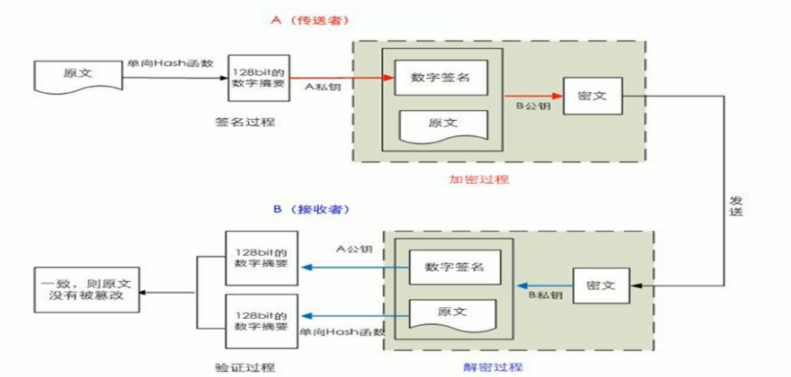 A（传送者）
原文
单向Hash函数
128bit的
数字摘要
A私钥
数字签名
原文
B公钥
密文
签名过程
加密过程
发
送
B（接收者）
一致，则原文
没有被篡改
128bit的
数字摘要
A公钥
数字签名
128bit的
数字摘要
单向Hash函数
原文
B私钥
密文
验证过程
解密过程